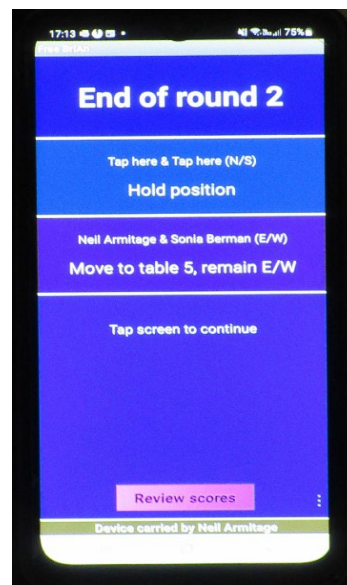 17:13 75%
Free BriAn
End of round 2
Tap here & Tap here (N/S)
Hold position
Neil Armitage & Sonia Berman (E/W)
Move to table 5, remain E/W
Tap screen to continue
Review scores
Device carried by Neil Armitage